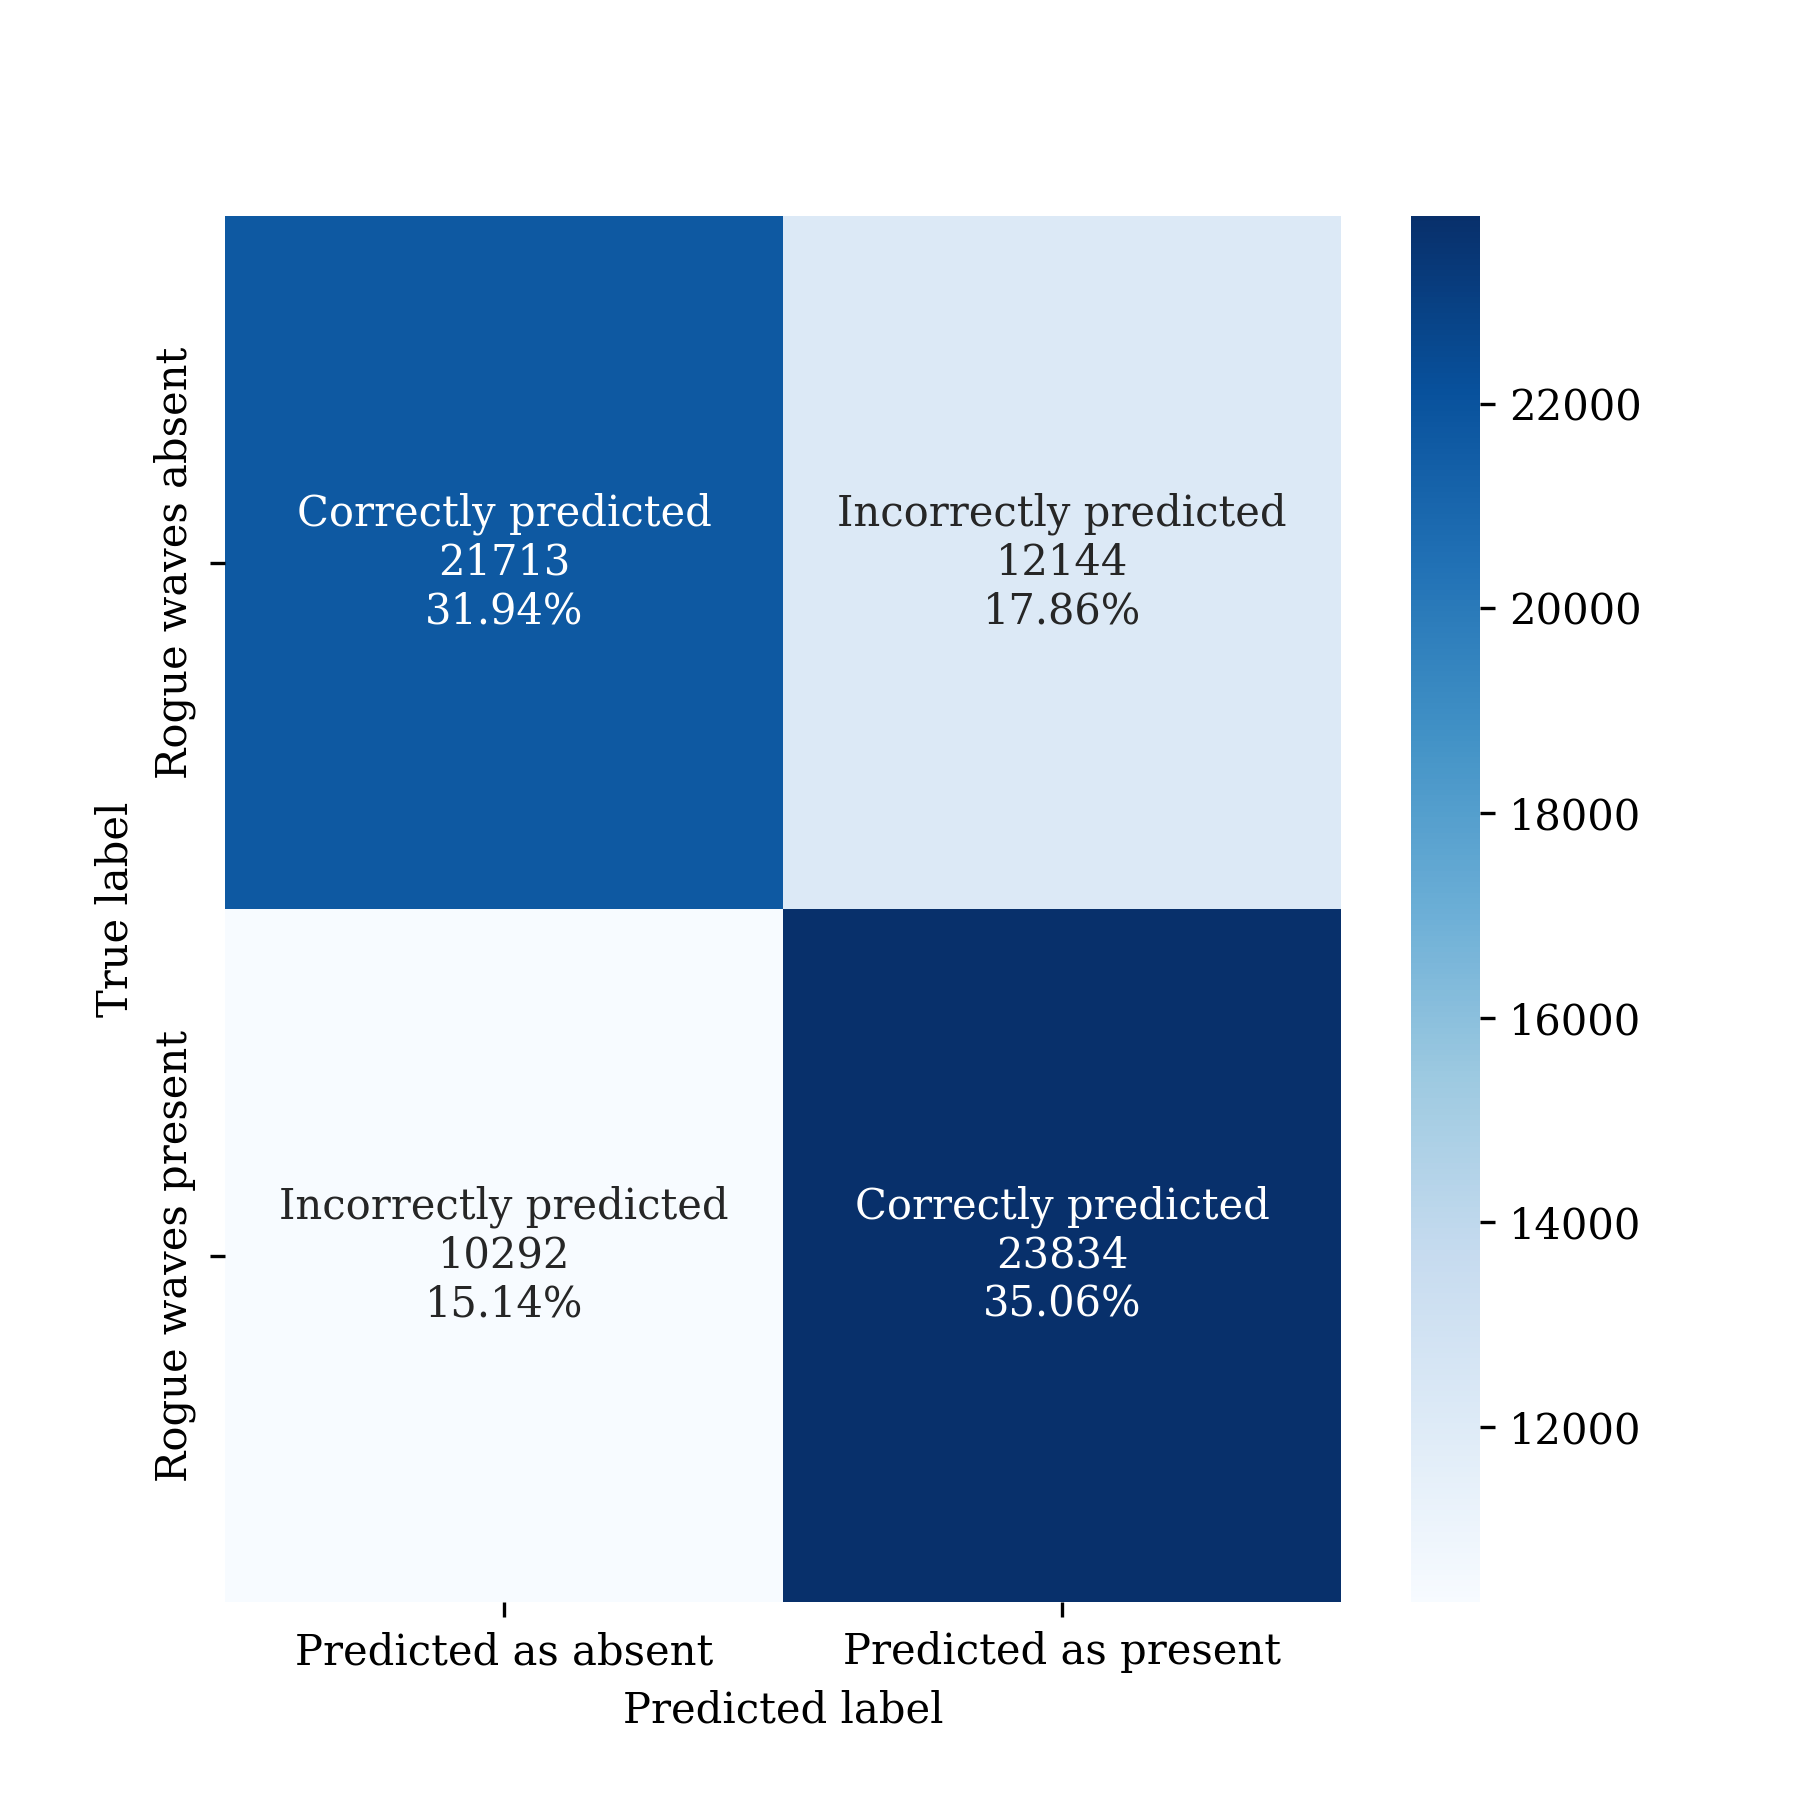 Correctly predicted
21713
31.94%
Incorrectly predicted
12144
17.86%
Incorrectly predicted
10292
15.14%
Correctly predicted
23834
35.06%
True label
Rogue waves absent
Rogue waves present
Predicted as absent
Predicted as present
Predicted label
22000
20000
18000
16000
14000
12000